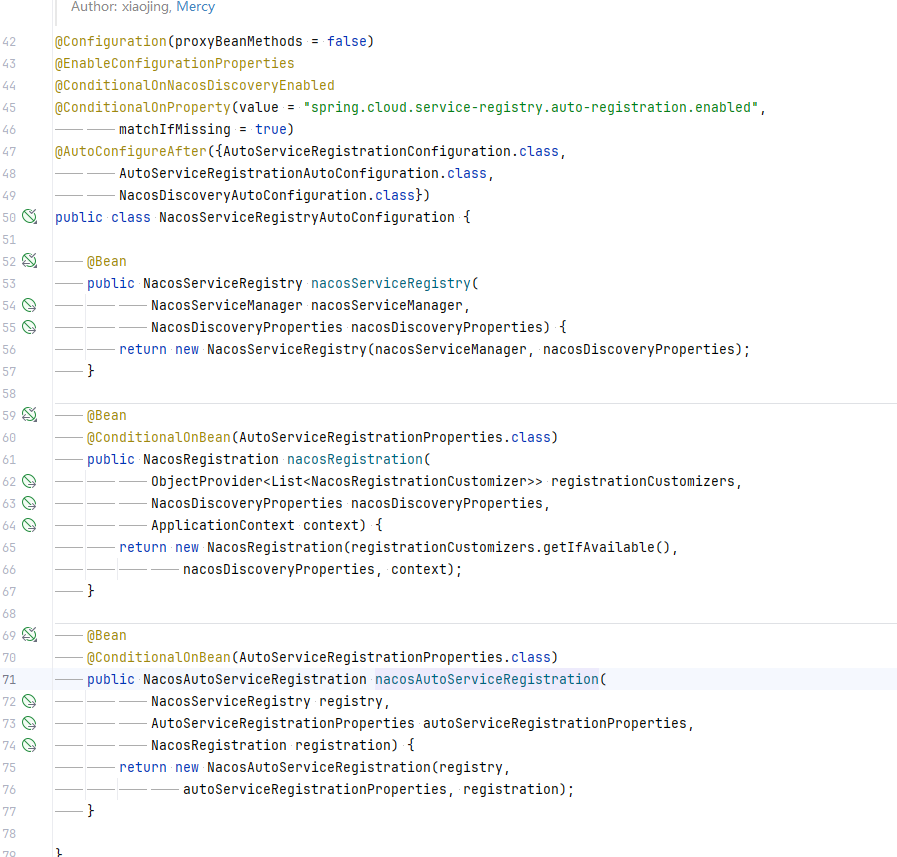 Author: xiaojing, Mercy
42 @Configuration(proxyBeanMethods = false)
43 @EnableConfigurationProperties
44 @ConditionalOnNacosDiscoveryEnabled
45 @ConditionalOnProperty(value = "spring.cloud.service-registry.auto-registration.enabled",
46 matchIfMissing = true)
47 @AutoConfigureAfter({AutoServiceRegistrationConfiguration.class,
48 AutoServiceRegistrationAutoConfiguration.class,
49 NacosDiscoveryAutoConfiguration.class})
50 public class NacosServiceRegistryAutoConfiguration {
51
52 @Bean
53 public NacosServiceRegistry nacosServiceRegistry(
54 NacosServiceManager nacosServiceManager,
55 NacosDiscoveryProperties nacosDiscoveryProperties) {
56 return new NacosServiceRegistry(nacosServiceManager, nacosDiscoveryProperties);
57 }
58
59 @Bean
60 @ConditionalOnBean(AutoServiceRegistrationProperties.class)
61 public NacosRegistration nacosRegistration(
62 ObjectProvider<List<NacosRegistrationCustomizer>> registrationCustomizers,
63 NacosDiscoveryProperties nacosDiscoveryProperties,
64 ApplicationContext context) {
65 return new NacosRegistration(registrationCustomizers.getIfAvailable(),
66 nacosDiscoveryProperties, context);
67 }
68
69 @Bean
70 @ConditionalOnBean(AutoServiceRegistrationProperties.class)
71 public NacosAutoServiceRegistration nacosAutoServiceRegistration(
72 NacosServiceRegistry registry,
73 AutoServiceRegistrationProperties autoServiceRegistrationProperties,
74 NacosRegistration registration) {
75 return new NacosAutoServiceRegistration(registry,
76 autoServiceRegistrationProperties, registration);
77 }
78
79 }